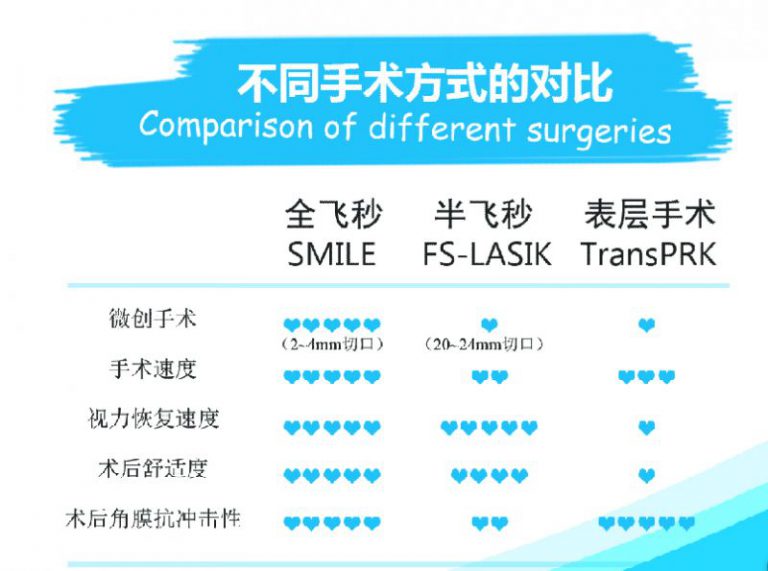 不同手术方式的对比
Comparison of different surgeries
全飞秒 半飞秒 表层手术
SMILE FS-LASIK TransPRK
微创手术
(2~4mm切口) (20~24mm切口)
手术速度
视力恢复速度
术后舒适度
术后角膜抗冲击性